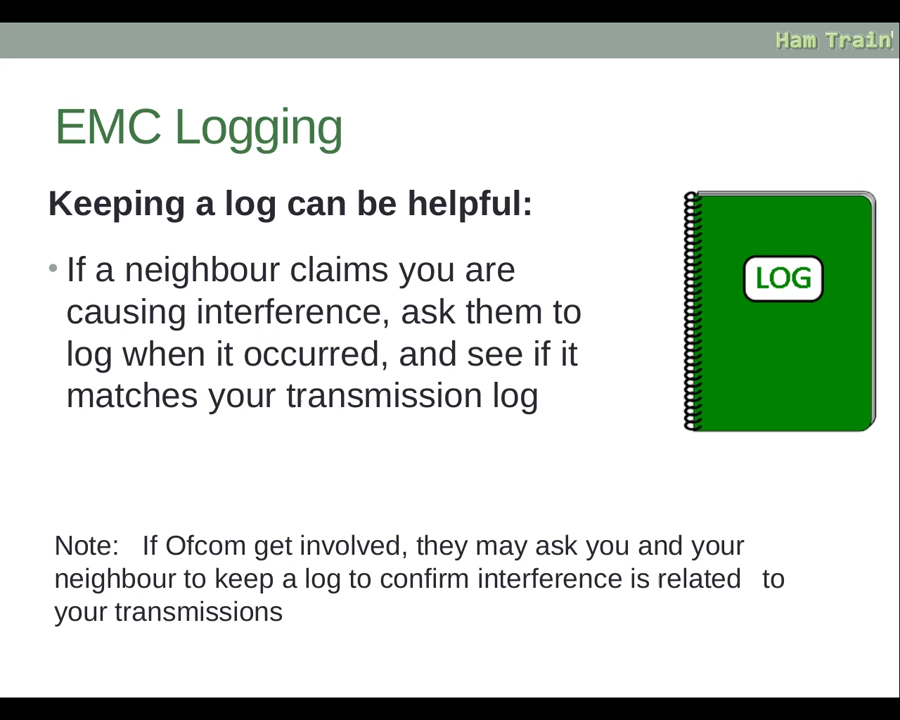 Ham Train
EMC Logging
Keeping a log can be helpful:
• If a neighbour claims you are
causing interference, ask them to
log when it occurred, and see if it
matches your transmission log
LOG
Note: If Ofcom get involved, they may ask you and your
neighbour to keep a log to confirm interference is related to
your transmissions